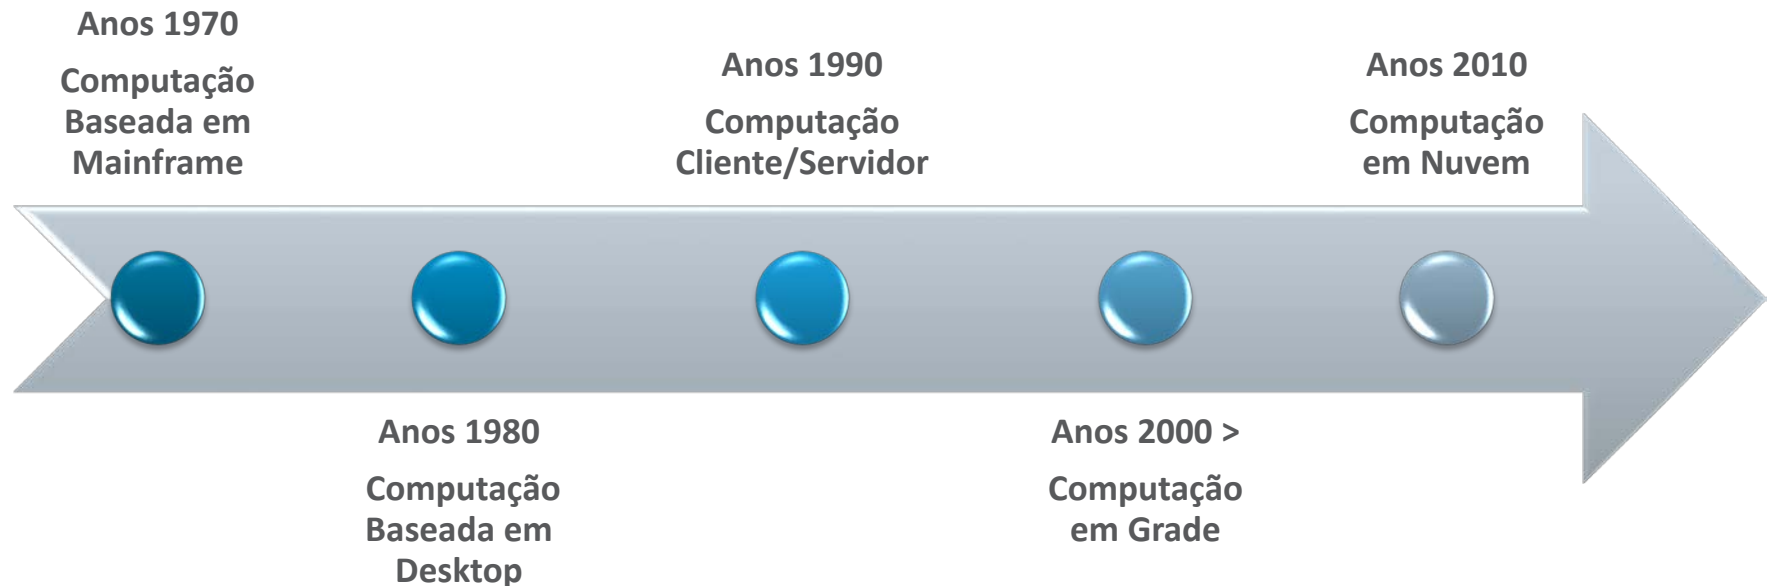 Anos 1970
Computação
Baseada em
Mainframe
Anos 1980
Computação
Baseada em
Desktop
Anos 1990
Computação
Cliente/Servidor
Anos 2000 >
Computação
em Grade
Anos 2010
Computação
em Nuvem